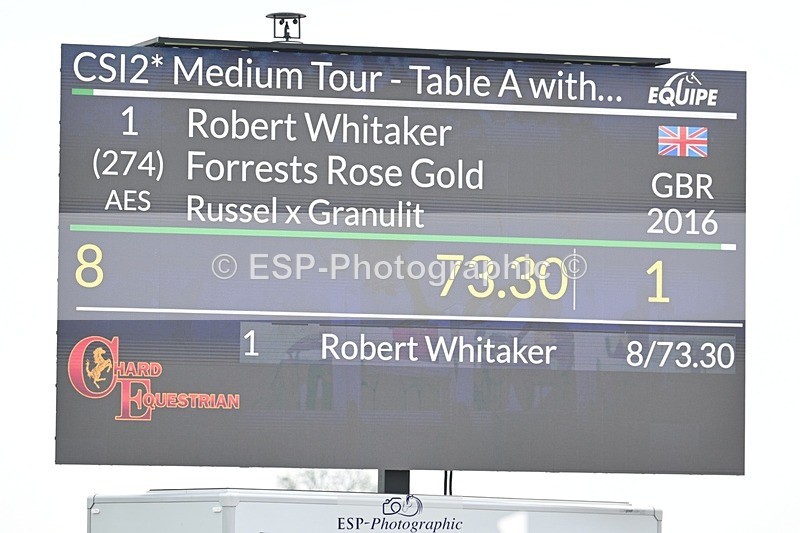 CSI2* Medium Tour - Table A with...
EQUIPE
1 Robert Whitaker
(274) Forrests Rose Gold GBR
AES Russel x Granulit 2016
8 73.30 1
© ESP-Photographic ©
1 Robert Whitaker 8/73.30
CHARD
EQUESTRIAN
ESP-Photographic